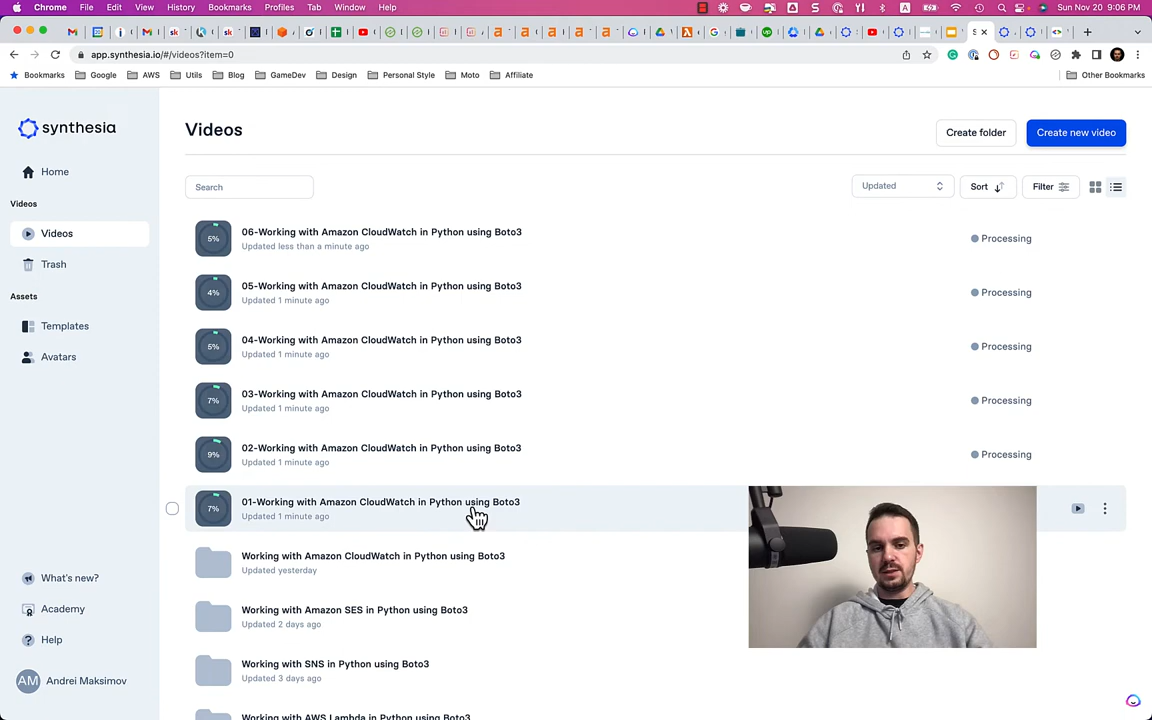 Chrome File Edit View History Bookmarks Profiles Tab Window Help Sun Nov 20 9:06 PM
app.synthesia.io/#/videos?item=0
Bookmarks Google AWS Utils Blog GameDev Design Personal Style Moto Affiliate Other Bookmarks
synthesia
Home
Videos
Videos
Trash
Assets
Templates
Avatars
What's new?
Academy
Help
AM Andrei Maksimov
Videos
Create folder Create new video
Search Updated Sort Filter
5% 06-Working with Amazon CloudWatch in Python using Boto3 Processing
Updated less than a minute ago
4% 05-Working with Amazon CloudWatch in Python using Boto3 Processing
Updated 1 minute ago
5% 04-Working with Amazon CloudWatch in Python using Boto3 Processing
Updated 1 minute ago
7% 03-Working with Amazon CloudWatch in Python using Boto3 Processing
Updated 1 minute ago
9% 02-Working with Amazon CloudWatch in Python using Boto3 Processing
Updated 1 minute ago
7% 01-Working with Amazon CloudWatch in Python using Boto3
Updated 1 minute ago
Working with Amazon CloudWatch in Python using Boto3
Updated yesterday
Working with Amazon SES in Python using Boto3
Updated 2 days ago
Working with SNS in Python using Boto3
Updated 3 days ago
Working with AWS Lambda in Python using Boto3